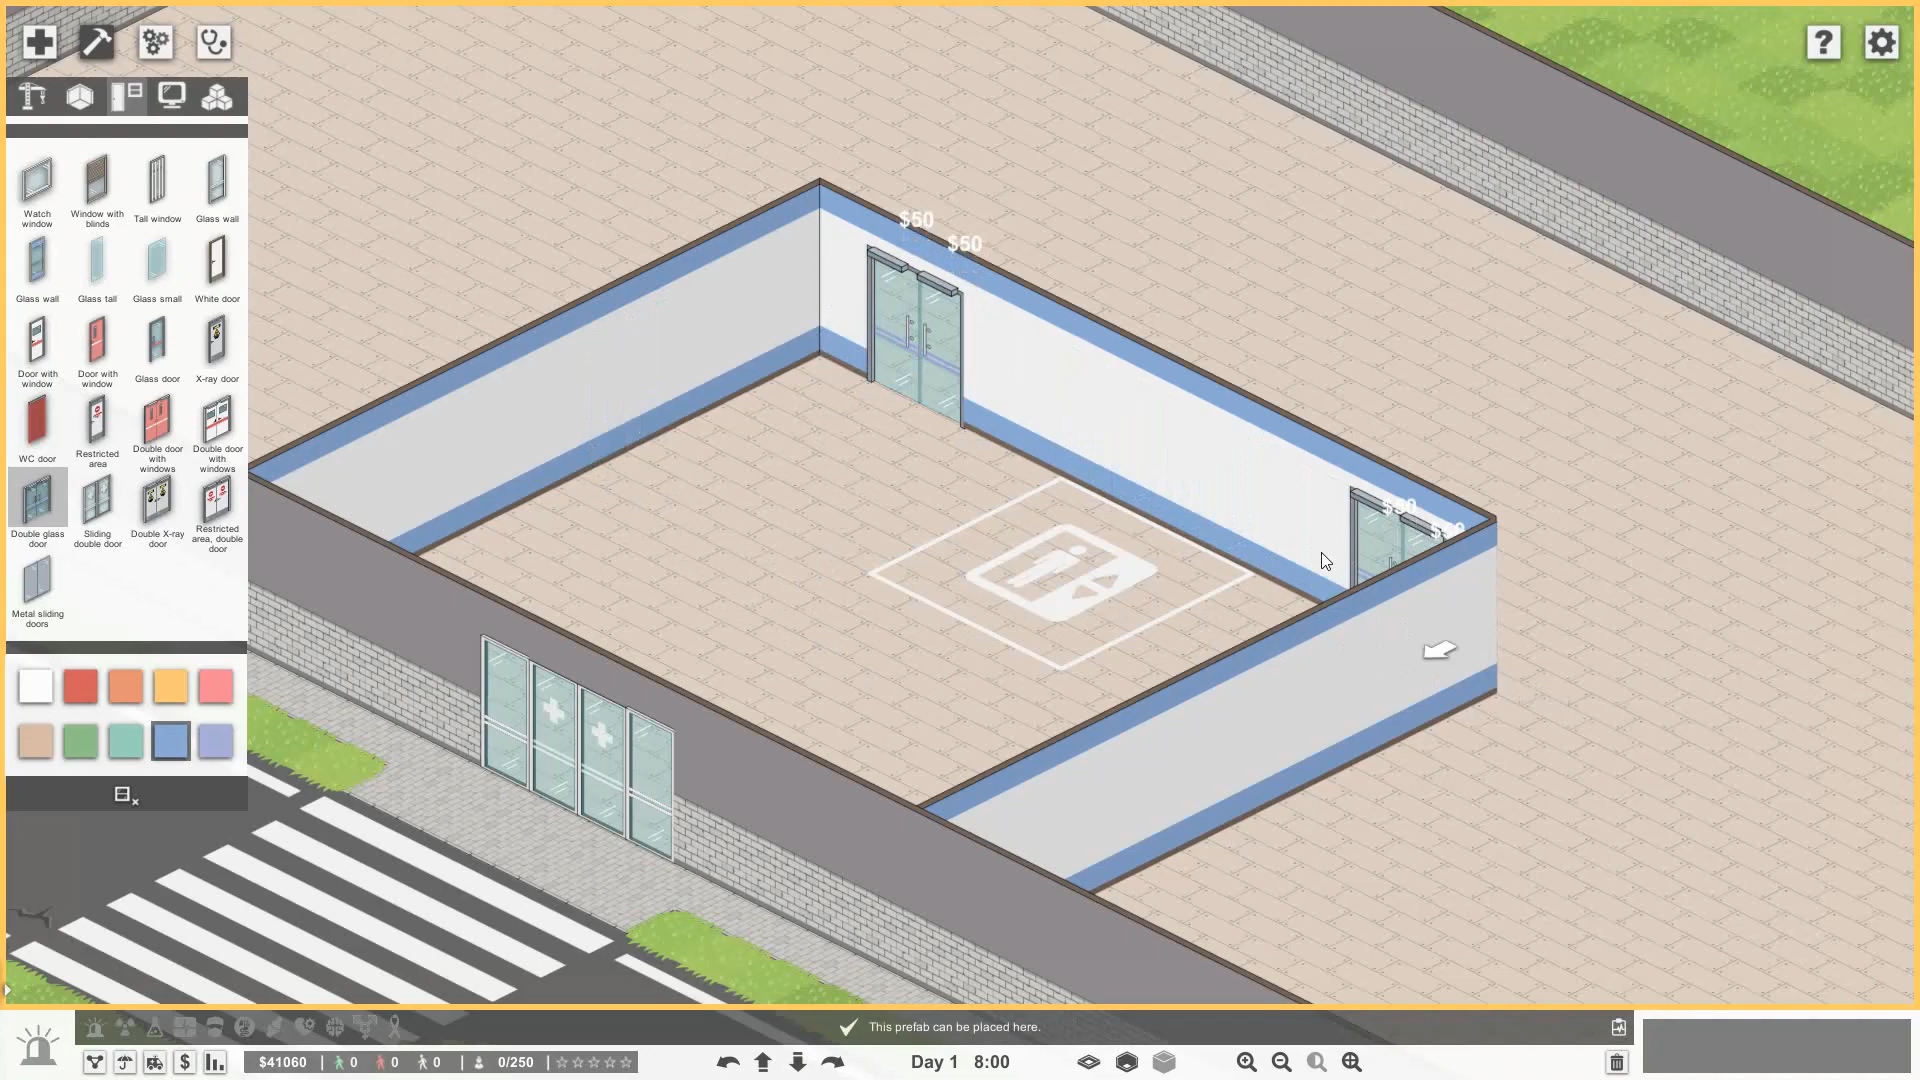 ?
Watch window
Window with blinds
Tall window
Glass wall
Glass wall
Glass tall
Glass small
White door
Door with window
Door with window
Glass door
X-ray door
WC door
Restricted area
Double door with windows
Double door with windows
Double glass door
Sliding double door
Double X-ray door
Restricted area, double door
Metal sliding doors
$50
$50
$50
This prefab can be placed here.
$
$41060 | 0 0 0 | 0/250
Day 1 8:00